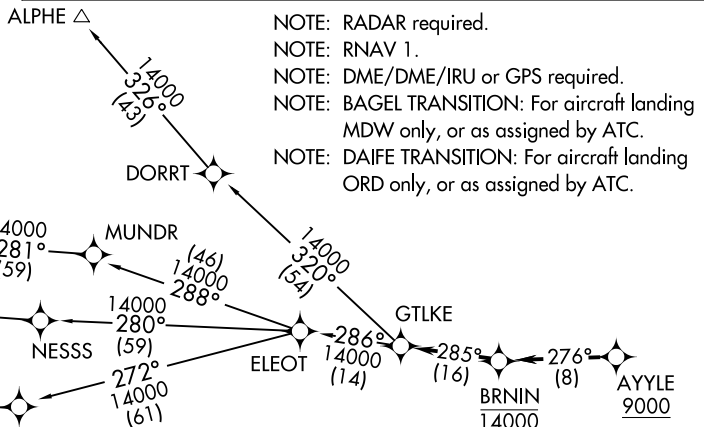 ALPHE
NOTE: RADAR required.
NOTE: RNAV 1.
NOTE: DME/DME/IRU or GPS required.
NOTE: BAGEL TRANSITION: For aircraft landing
MDW only, or as assigned by ATC.
NOTE: DAIFE TRANSITION: For aircraft landing
ORD only, or as assigned by ATC.
14000
326°
(43)
DORRT
14000
320°
(54)
MUNDR
4000
281°
59)
(46)
14000
288°
14000
280°
(59)
NESSS
272°
14000
(61)
ELEOT
286°
14000
(14)
GTLKE
285°
(16)
BRNIN
14000
276°
(8)
AYYLE
9000